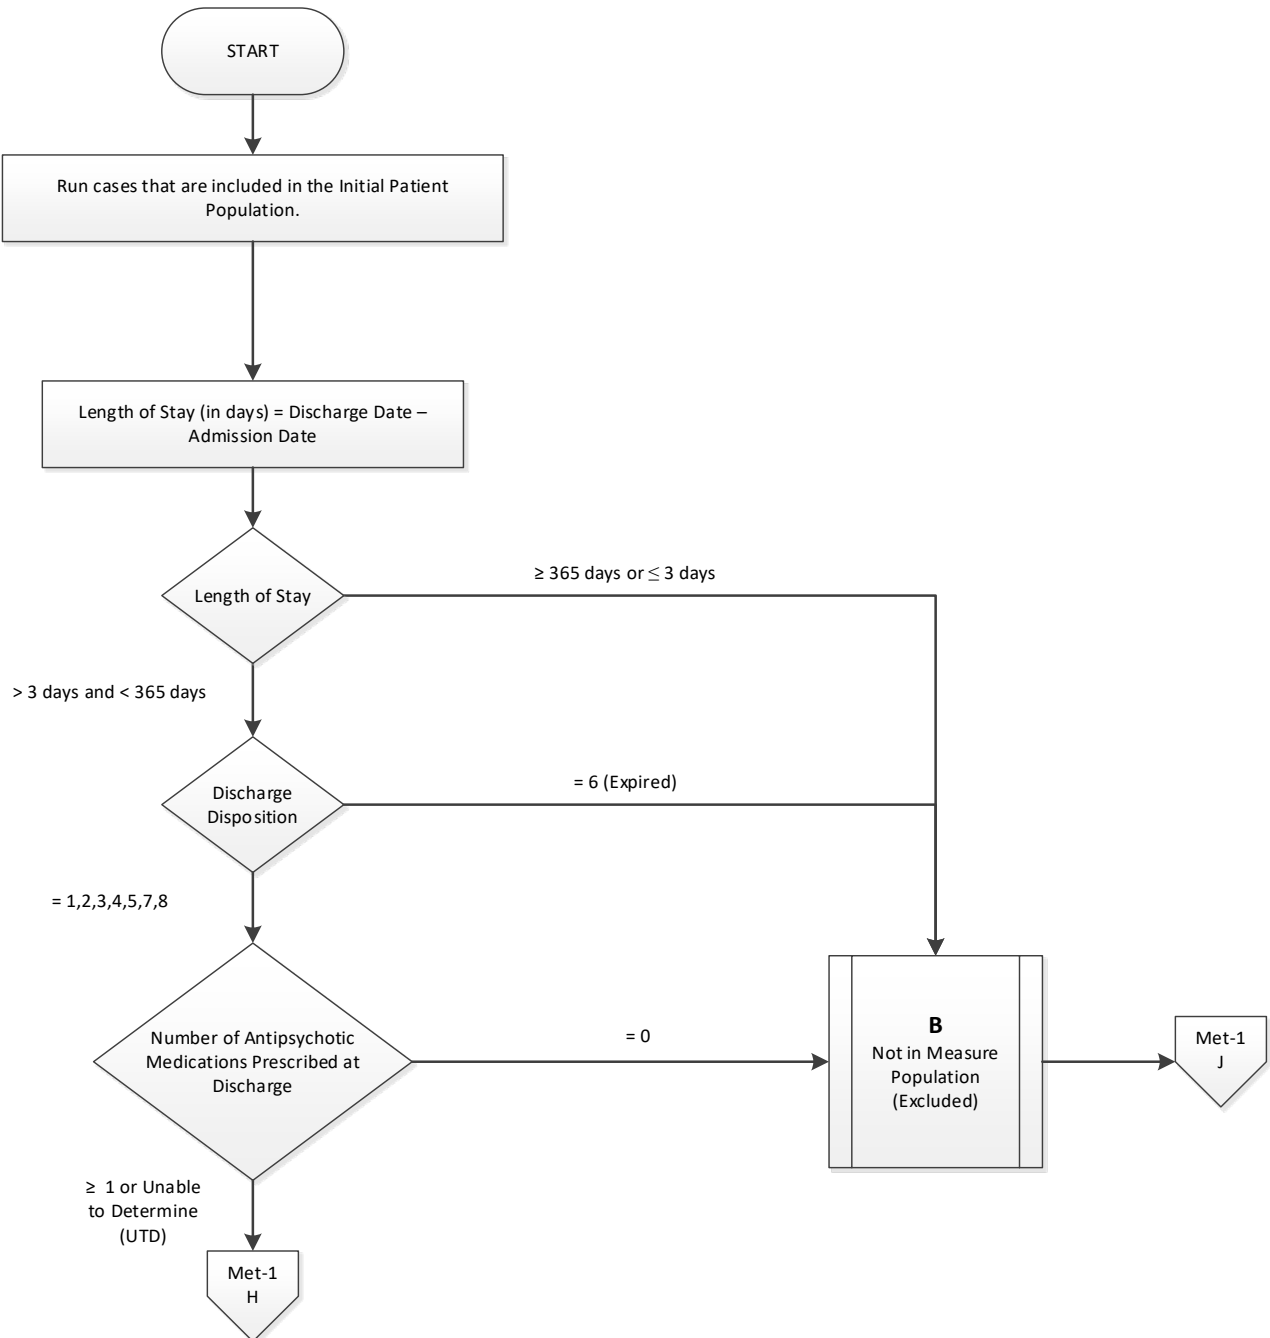 START
Run cases that are included in the Initial Patient
Population.
Length of Stay (in days) = Discharge Date –
Admission Date
Length of Stay
≥ 365 days or ≤ 3 days
> 3 days and < 365 days
Discharge
Disposition
= 6 (Expired)
= 1,2,3,4,5,7,8
Number of Antipsychotic
Medications Prescribed at
Discharge
= 0
B
Not in Measure
Population
(Excluded)
Met-1
J
≥ 1 or Unable
to Determine
(UTD)
Met-1
H